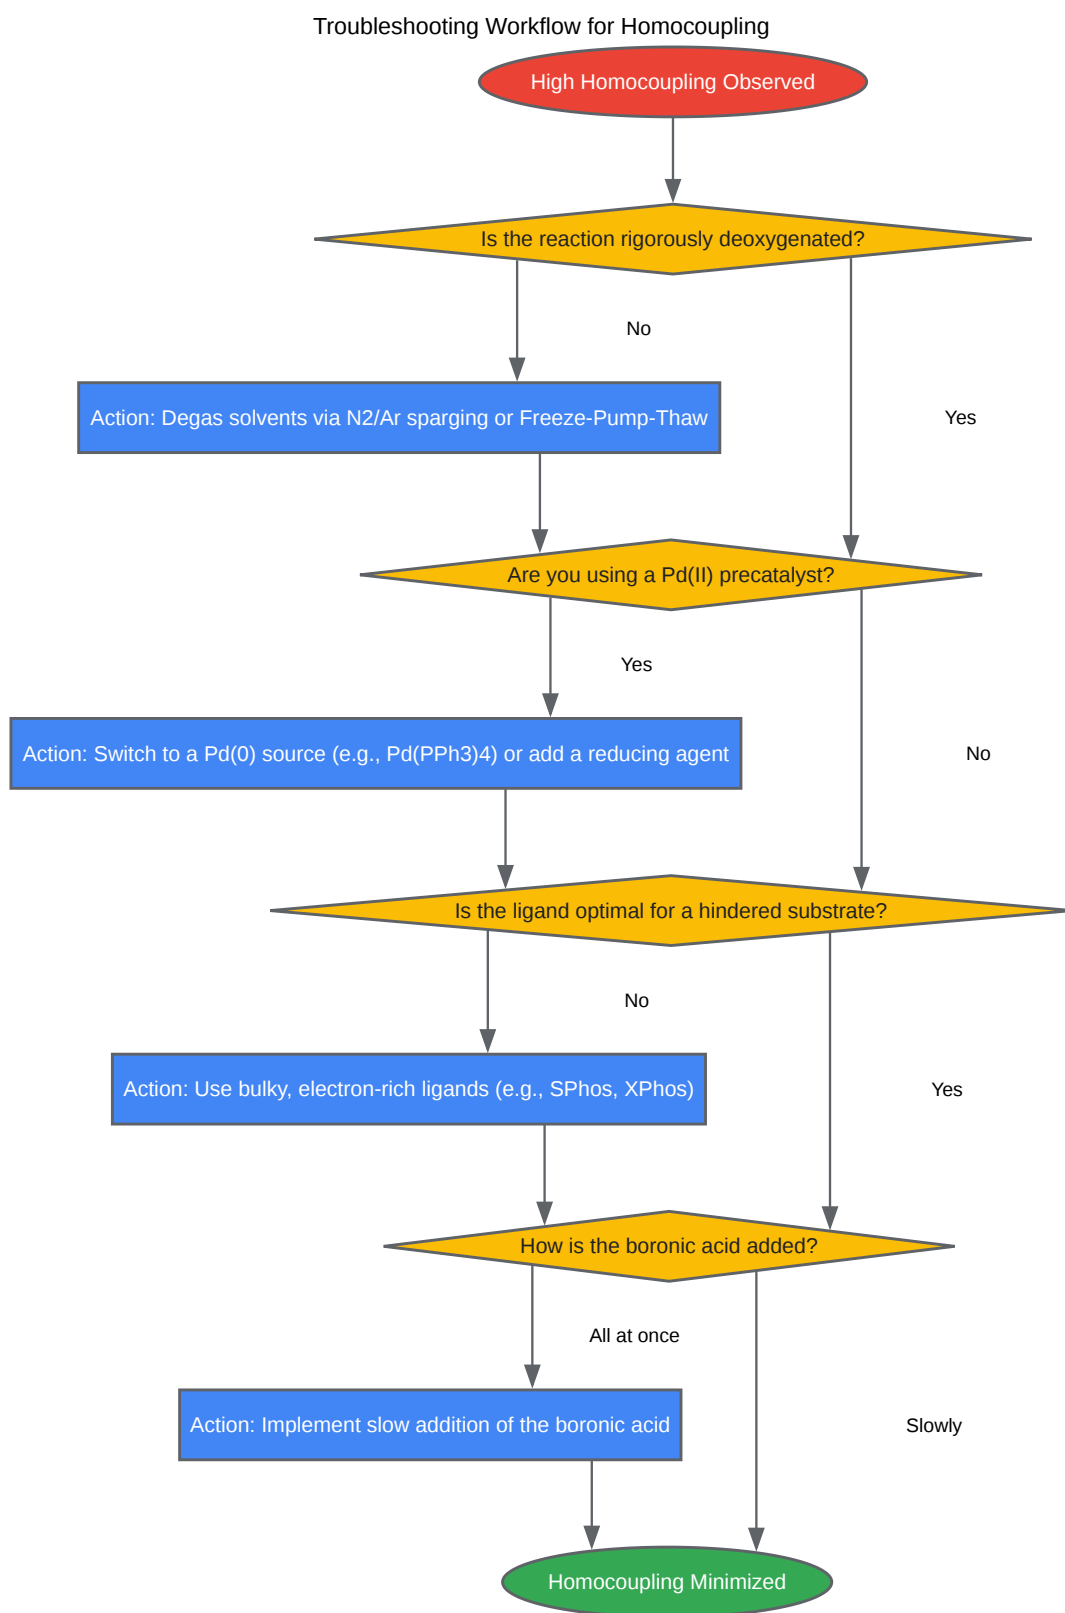 Troubleshooting Workflow for Homocoupling
High Homocoupling Observed
Is the reaction rigorously deoxygenated?
No
Action: Degas solvents via N2/Ar sparging or Freeze-Pump-Thaw
Yes
Are you using a Pd(II) precatalyst?
Yes
Action: Switch to a Pd(0) source (e.g., Pd(PPh3)4) or add a reducing agent
No
Is the ligand optimal for a hindered substrate?
No
Action: Use bulky, electron-rich ligands (e.g., SPhos, XPhos)
Yes
How is the boronic acid added?
All at once
Action: Implement slow addition of the boronic acid
Slowly
Homocoupling Minimized